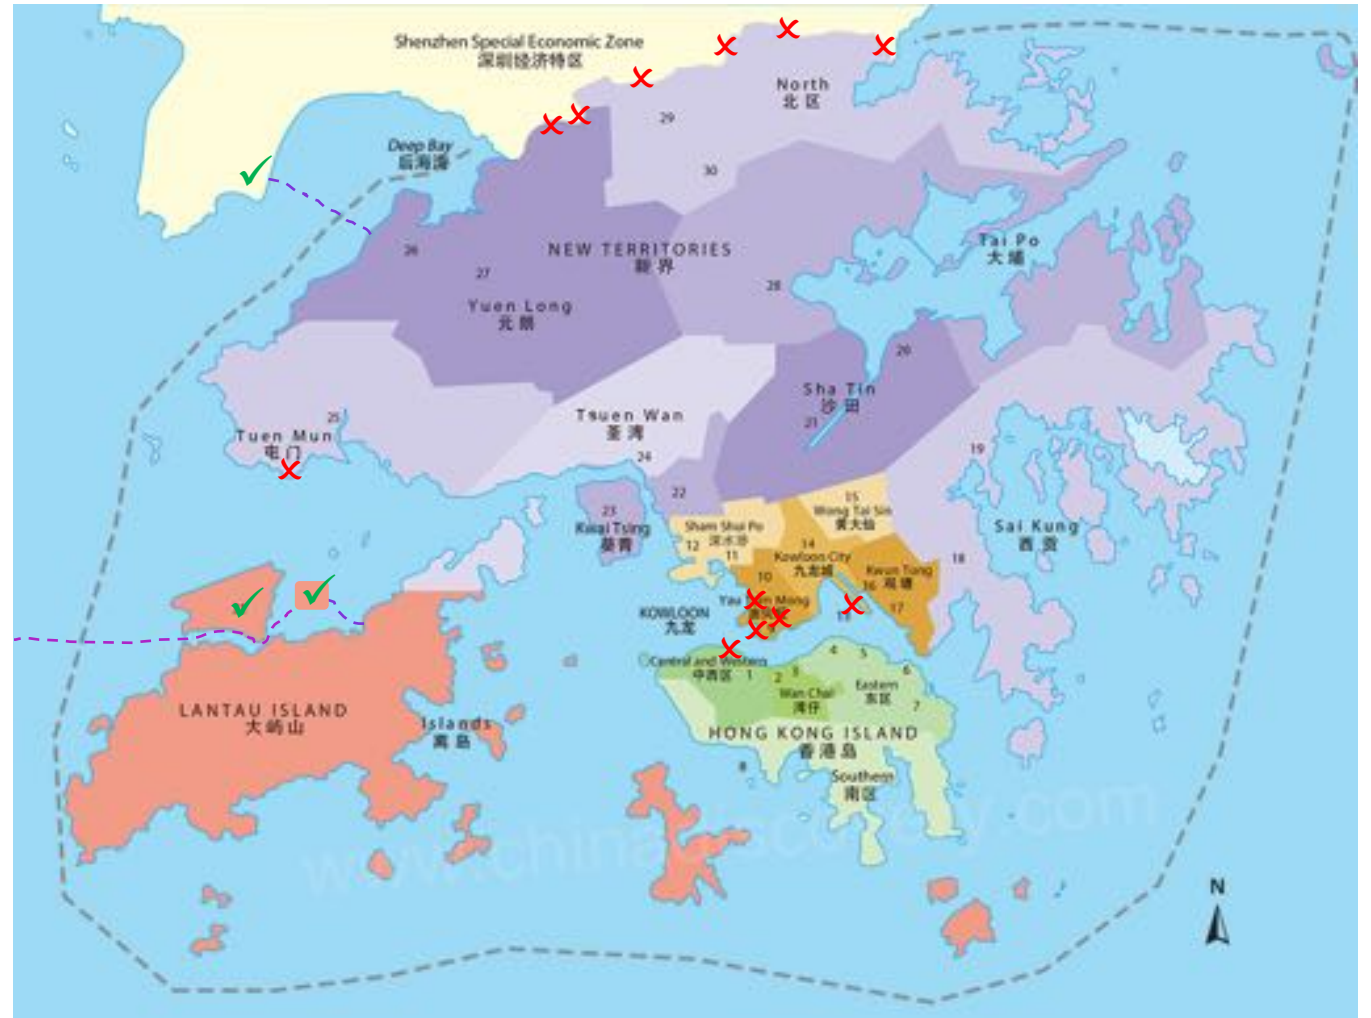 Shenzhen Special Economic Zone
深圳经济特区
North
北 区
29
Deep Bay
后海湾
30
Tai Po
大 埔
NEW TERRITORIES
新 界
26
27
28
Yuen Long
元 朗
20
Sha Tin
沙 田
21
Tsuen Wan
荃 湾
25
Tuen Mun
屯 门
24
19
22
23
Kwai Tsing
葵青
15
Wong Tai Sin
黄大仙
Sham Shui Po
深水埗
12
11
14
Kowloon City
九龙城
Sai Kung
西 贡
18
10
Kwun Tong
16 观 塘
17
KOWLOON
九 龙
Central and Western
中西区
1
2
3
4
5
6
7
Wan Chai
湾仔
Eastern
东区
LANTAU ISLAND
大屿山
Islands
离 岛
HONG KONG ISLAND
香 港 岛
8
Southern
南区
www.chinadiscovery.com
N